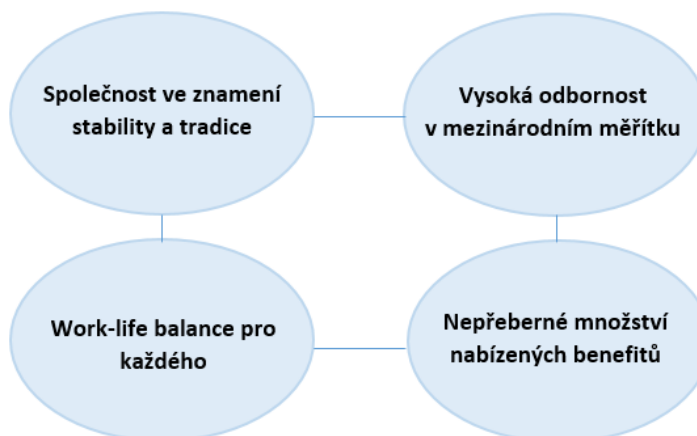 Společnost ve znamení
stability a tradice
Vysoká odbornost
v mezinárodním měřítku
Work-life balance pro
každého
Nepřeberné množství
nabízených benefitů